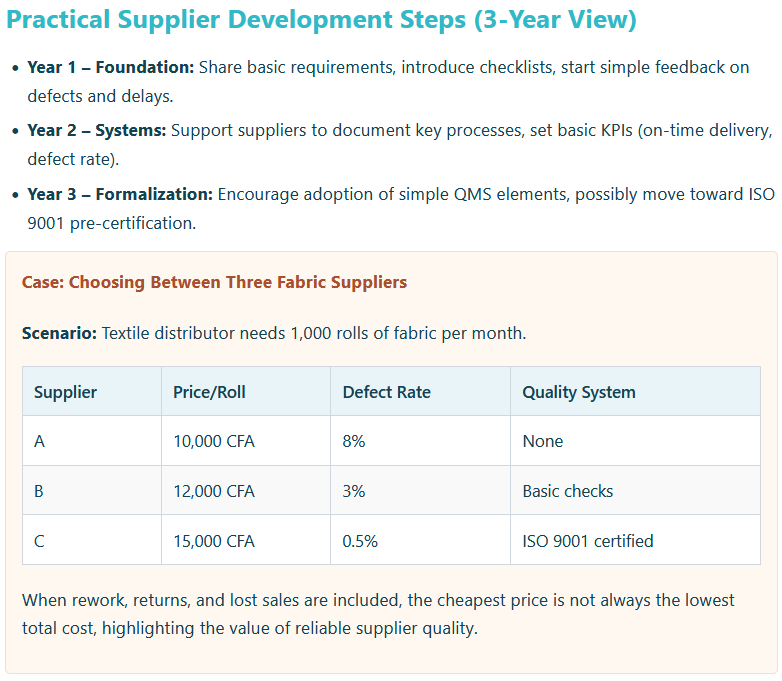 Practical Supplier Development Steps (3-Year View)
• Year 1 – Foundation: Share basic requirements, introduce checklists, start simple feedback on
defects and delays.
• Year 2 – Systems: Support suppliers to document key processes, set basic KPIs (on-time delivery,
defect rate).
• Year 3 – Formalization: Encourage adoption of simple QMS elements, possibly move toward ISO
9001 pre-certification.
Case: Choosing Between Three Fabric Suppliers
Scenario: Textile distributor needs 1,000 rolls of fabric per month.
Supplier Price/Roll Defect Rate Quality System
A 10,000 CFA 8% None
B 12,000 CFA 3% Basic checks
C 15,000 CFA 0.5% ISO 9001 certified
When rework, returns, and lost sales are included, the cheapest price is not always the lowest
total cost, highlighting the value of reliable supplier quality.